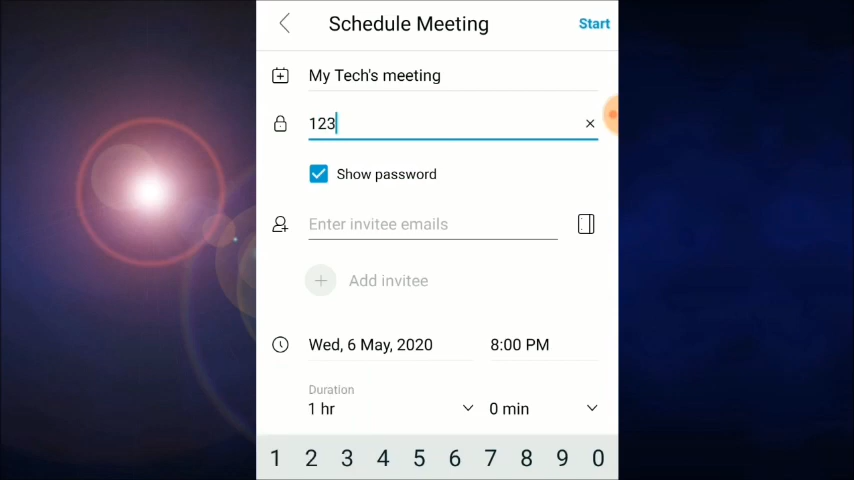 Schedule Meeting Start
My Tech's meeting
123
Show password
Enter invitee emails
Add invitee
Wed, 6 May, 2020 8:00 PM
Duration
1 hr 0 min
1 2 3 4 5 6 7 8 9 0